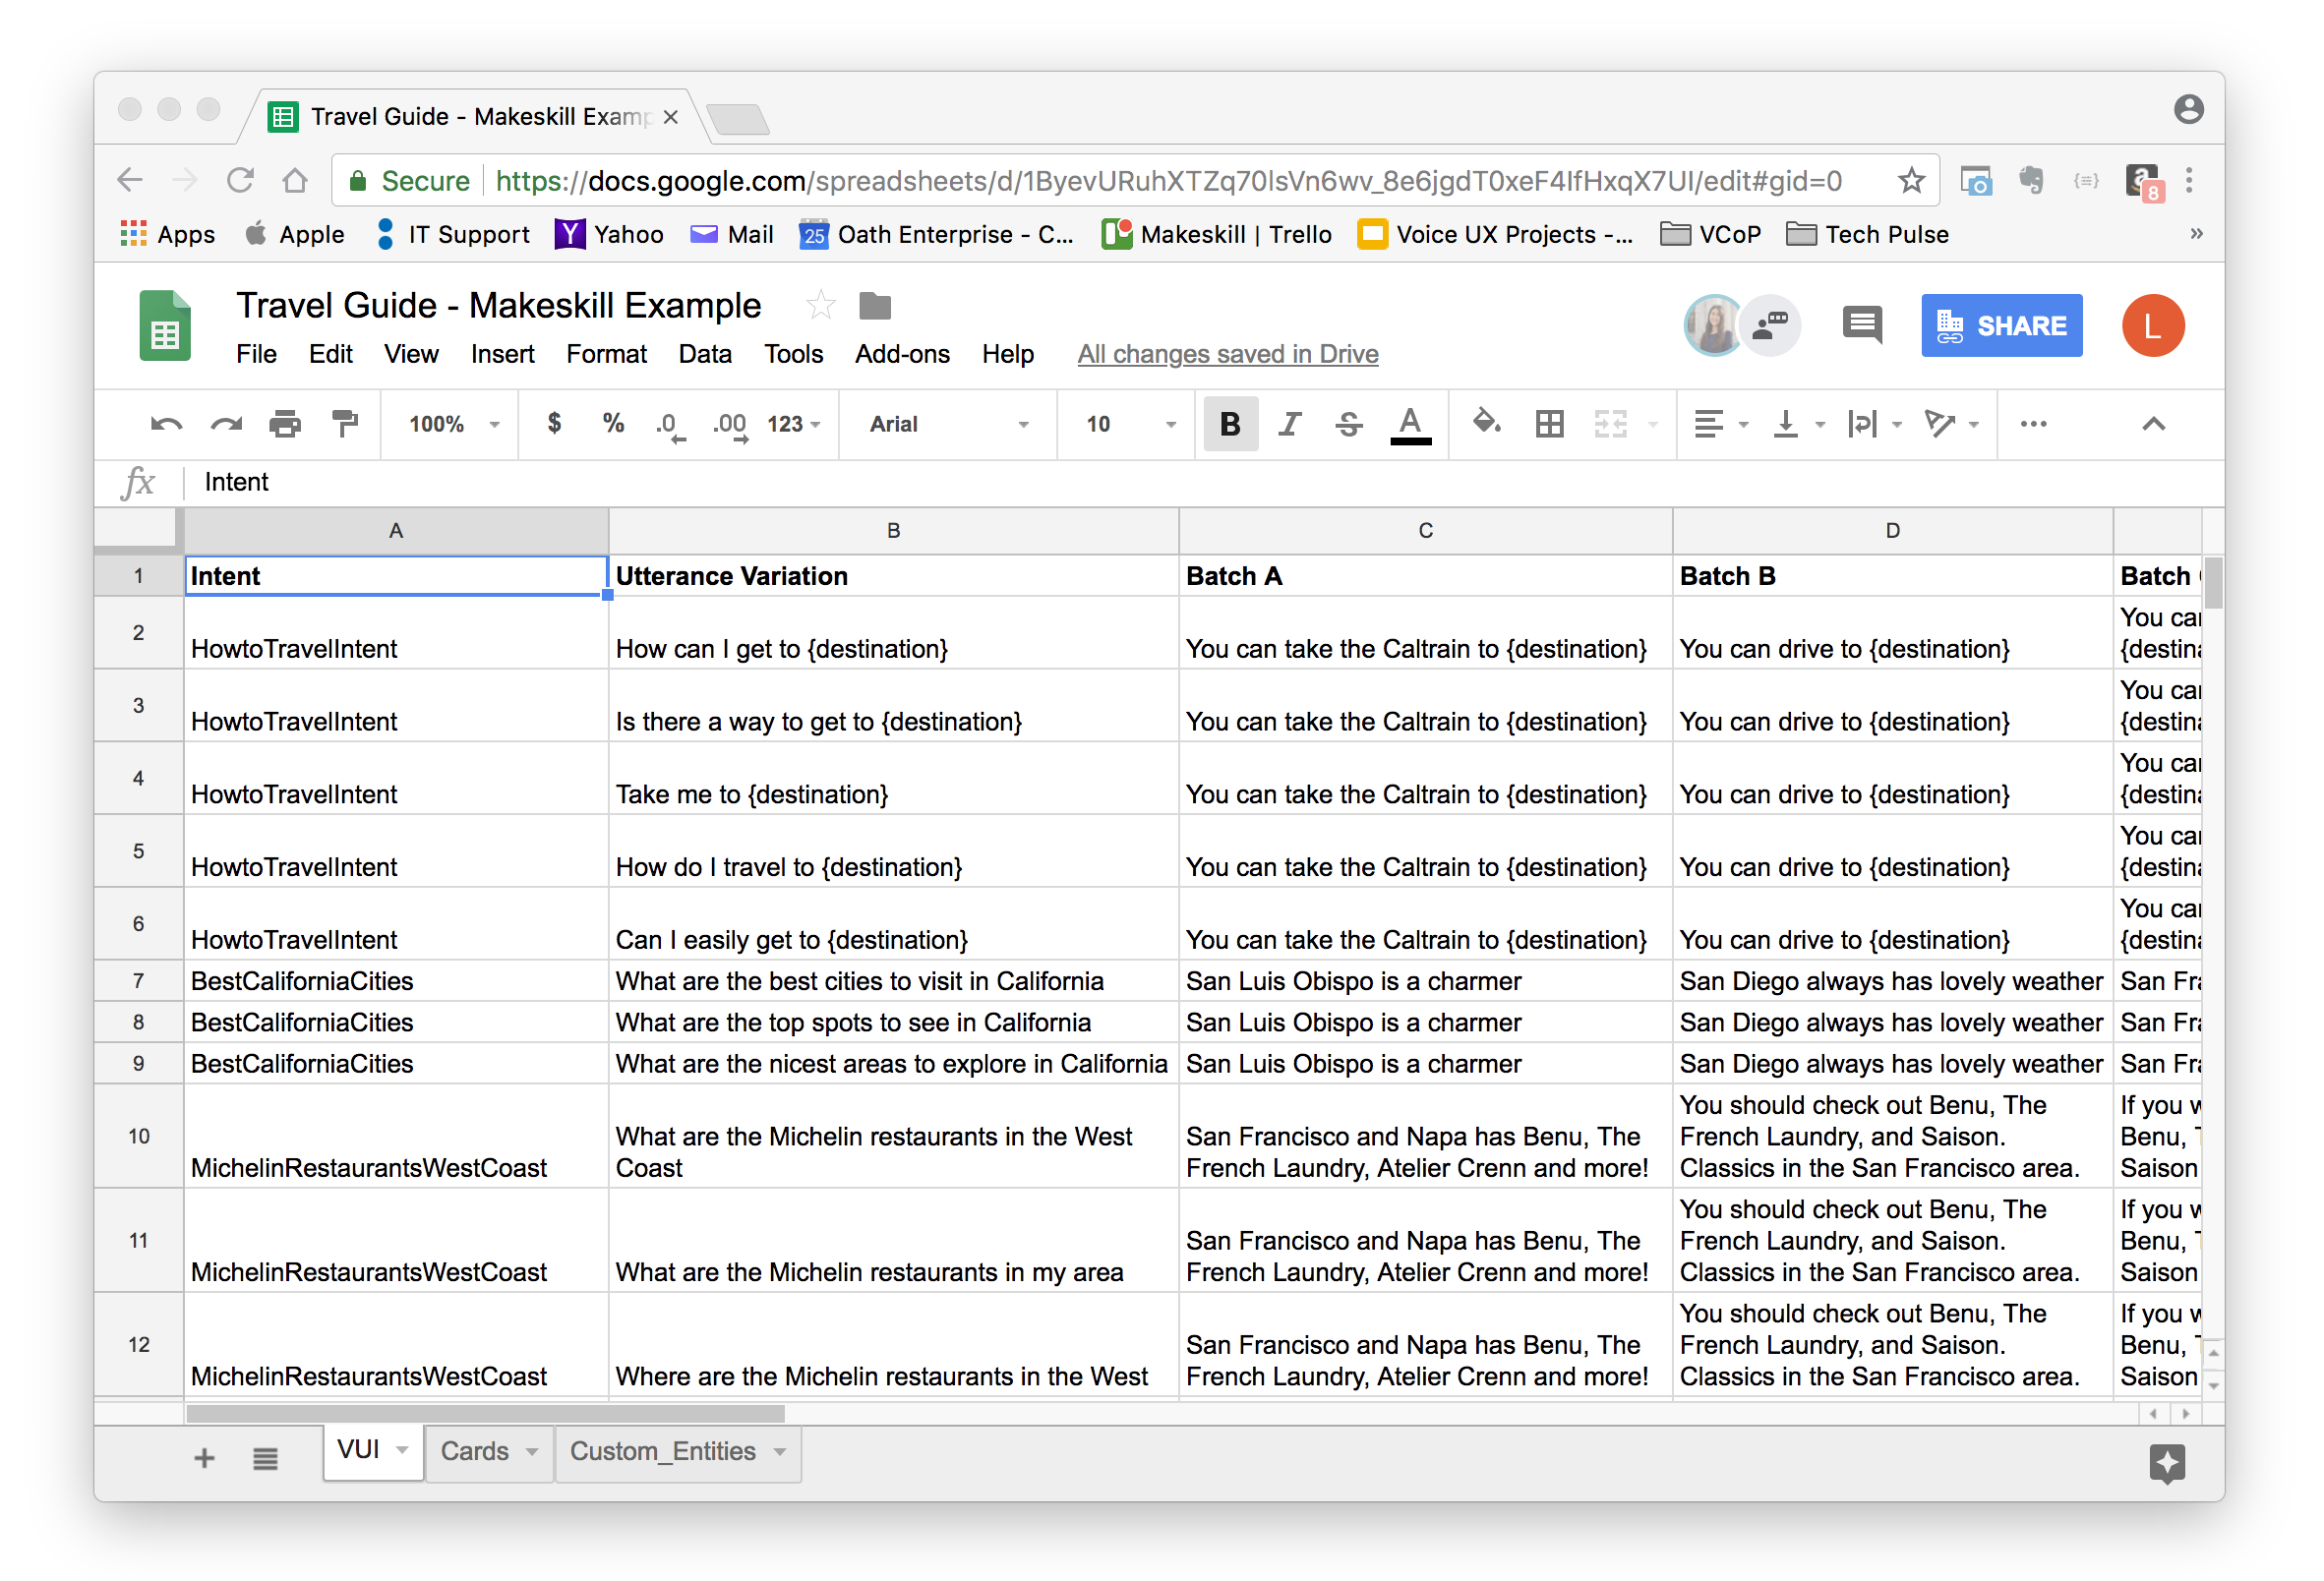 Travel Guide - Makeskill Examp
Secure https://docs.google.com/spreadsheets/d/1ByevURuhXTZq70lsVn6wv_8e6jgdT0xeF4IfHxqX7UI/edit#gid=0
8
Apps Apple IT Support Yahoo Mail 25 Oath Enterprise - C... Makeskill | Trello Voice UX Projects -... VCoP Tech Pulse »
Travel Guide - Makeskill Example
File Edit View Insert Format Data Tools Add-ons Help All changes saved in Drive
SHARE
L
100% $ % .0 .00 123 Arial 10 B I S A
fx Intent
A B C D
1 Intent Utterance Variation Batch A Batch B Batch
2 HowtoTravelIntent How can I get to {destination} You can take the Caltrain to {destination} You can drive to {destination} You can {destina
3 HowtoTravelIntent Is there a way to get to {destination} You can take the Caltrain to {destination} You can drive to {destination} You can {destina
4 HowtoTravelIntent Take me to {destination} You can take the Caltrain to {destination} You can drive to {destination} You can {destina
5 HowtoTravelIntent How do I travel to {destination} You can take the Caltrain to {destination} You can drive to {destination} You can {destina
6 HowtoTravelIntent Can I easily get to {destination} You can take the Caltrain to {destination} You can drive to {destination} You can {destina
7 BestCaliforniaCities What are the best cities to visit in California San Luis Obispo is a charmer San Diego always has lovely weather San Fra
8 BestCaliforniaCities What are the top spots to see in California San Luis Obispo is a charmer San Diego always has lovely weather San Fra
9 BestCaliforniaCities What are the nicest areas to explore in California San Luis Obispo is a charmer San Diego always has lovely weather San Fra
10 MichelinRestaurantsWestCoast What are the Michelin restaurants in the West Coast San Francisco and Napa has Benu, The French Laundry, Atelier Crenn and more! You should check out Benu, The French Laundry, and Saison. Classics in the San Francisco area. If you Benu, Saison
11 MichelinRestaurantsWestCoast What are the Michelin restaurants in my area San Francisco and Napa has Benu, The French Laundry, Atelier Crenn and more! You should check out Benu, The French Laundry, and Saison. Classics in the San Francisco area. If you Benu, Saison
12 MichelinRestaurantsWestCoast Where are the Michelin restaurants in the West San Francisco and Napa has Benu, The French Laundry, Atelier Crenn and more! You should check out Benu, The French Laundry, and Saison. Classics in the San Francisco area. If you Benu, Saison
VUI Cards Custom_Entities